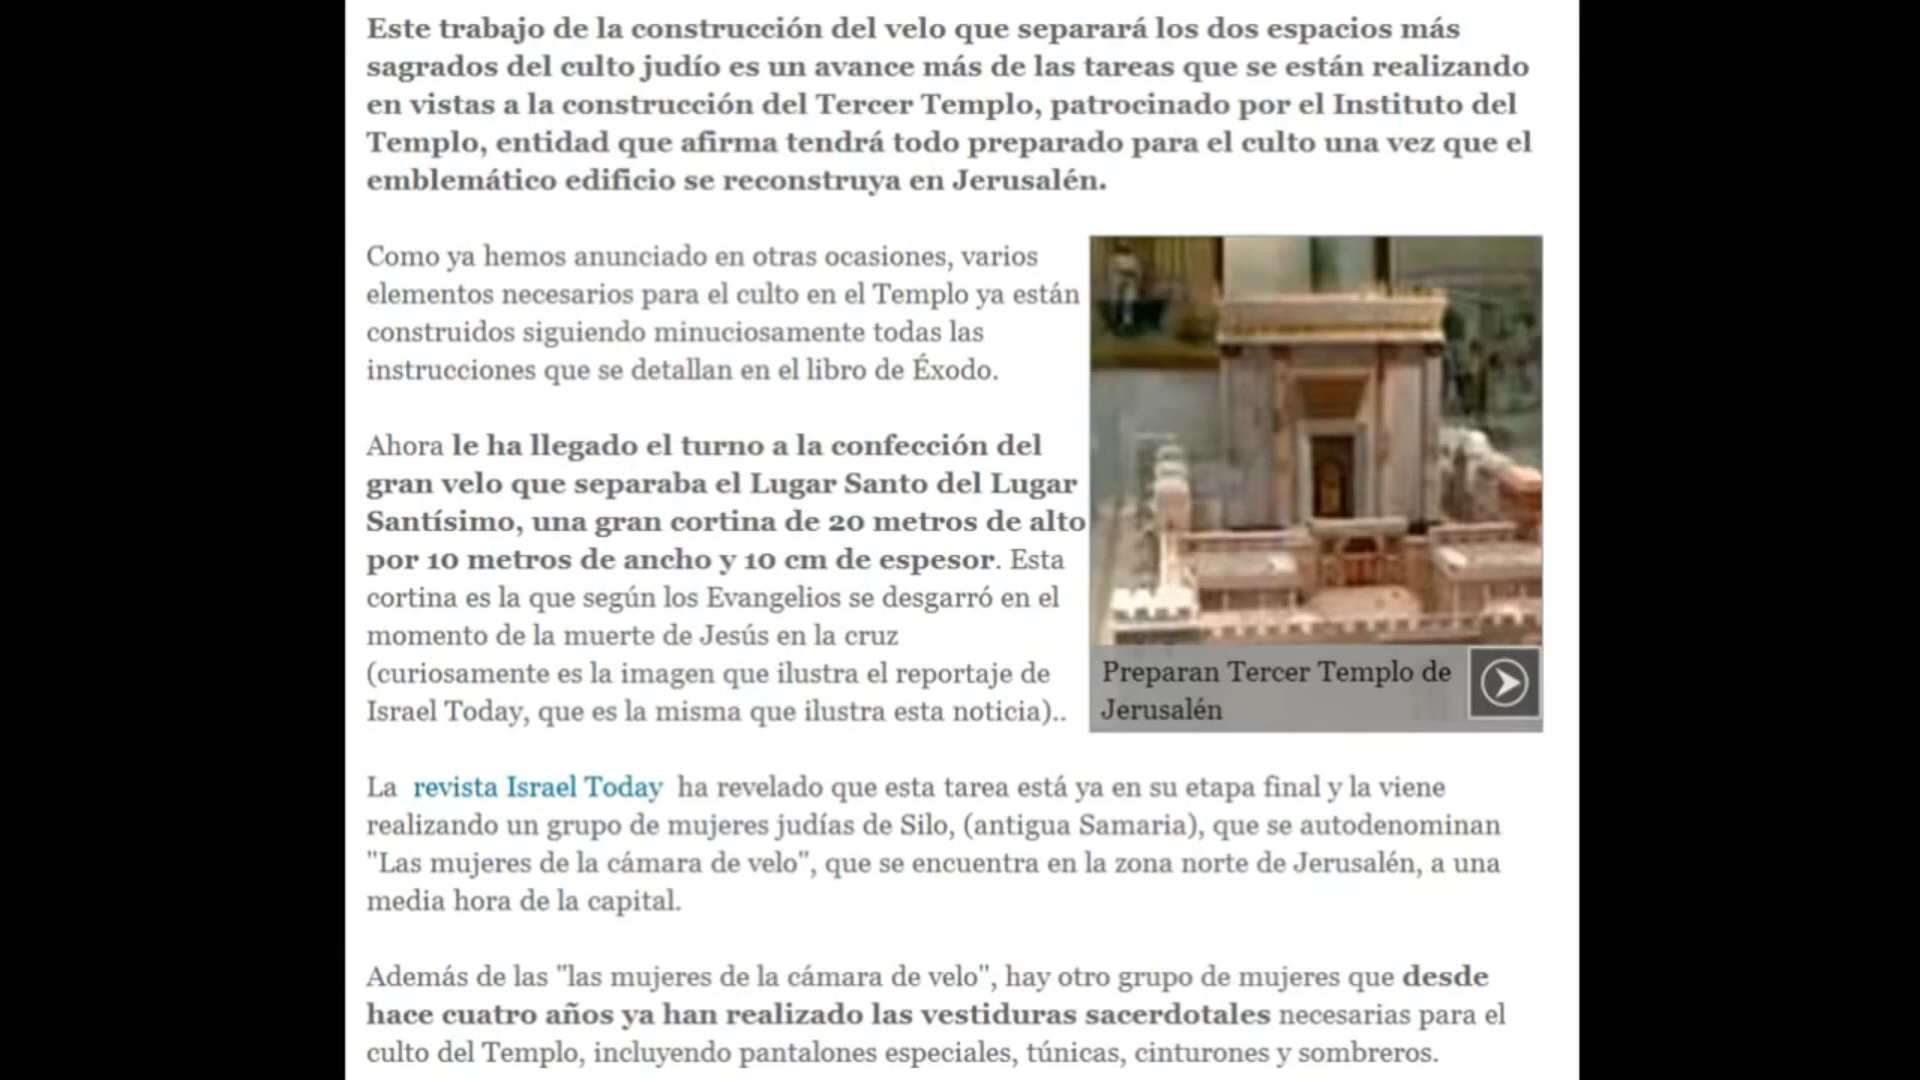 Este trabajo de la construcción del velo que separará los dos espacios más
sagrados del culto judío es un avance más de las tareas que se están realizando
en vistas a la construcción del Tercer Templo, patrocinado por el Instituto del
Templo, entidad que afirma tendrá todo preparado para el culto una vez que el
emblemático edificio se reconstruya en Jerusalén.
Como ya hemos anunciado en otras ocasiones, varios
elementos necesarios para el culto en el Templo ya están
construidos siguiendo minuciosamente todas las
instrucciones que se detallan en el libro de Éxodo.
Ahora le ha llegado el turno a la confección del
gran velo que separaba el Lugar Santo del Lugar
Santísimo, una gran cortina de 20 metros de alto
por 10 metros de ancho y 10 cm de espesor. Esta
cortina es la que según los Evangelios se desgarró en el
momento de la muerte de Jesús en la cruz
(curiosamente es la imagen que ilustra el reportaje de
Israel Today, que es la misma que ilustra esta noticia)..
Preparan Tercer Templo de
Jerusalén
La revista Israel Today ha revelado que esta tarea está ya en su etapa final y la viene
realizando un grupo de mujeres judías de Silo, (antigua Samaria), que se autodenominan
"Las mujeres de la cámara de velo", que se encuentra en la zona norte de Jerusalén, a una
media hora de la capital.
Además de las "las mujeres de la cámara de velo", hay otro grupo de mujeres que desde
hace cuatro años ya han realizado las vestiduras sacerdotales necesarias para el
culto del Templo, incluyendo pantalones especiales, túnicas, cinturones y sombreros.